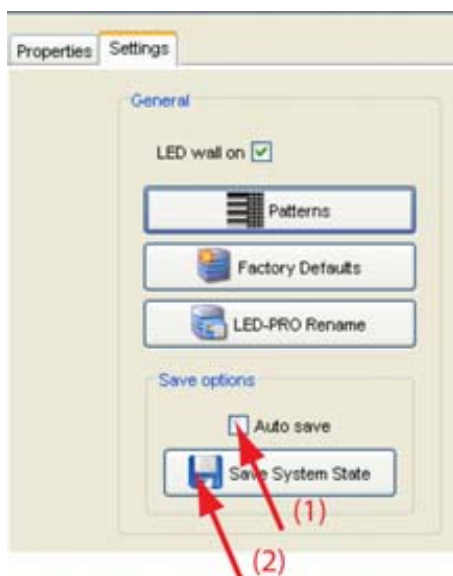 Properties Settings
General
LED wall on
Patterns
Factory Defaults
LED-PRO Rename
Save options
Auto save
Save System State
(1)
(2)